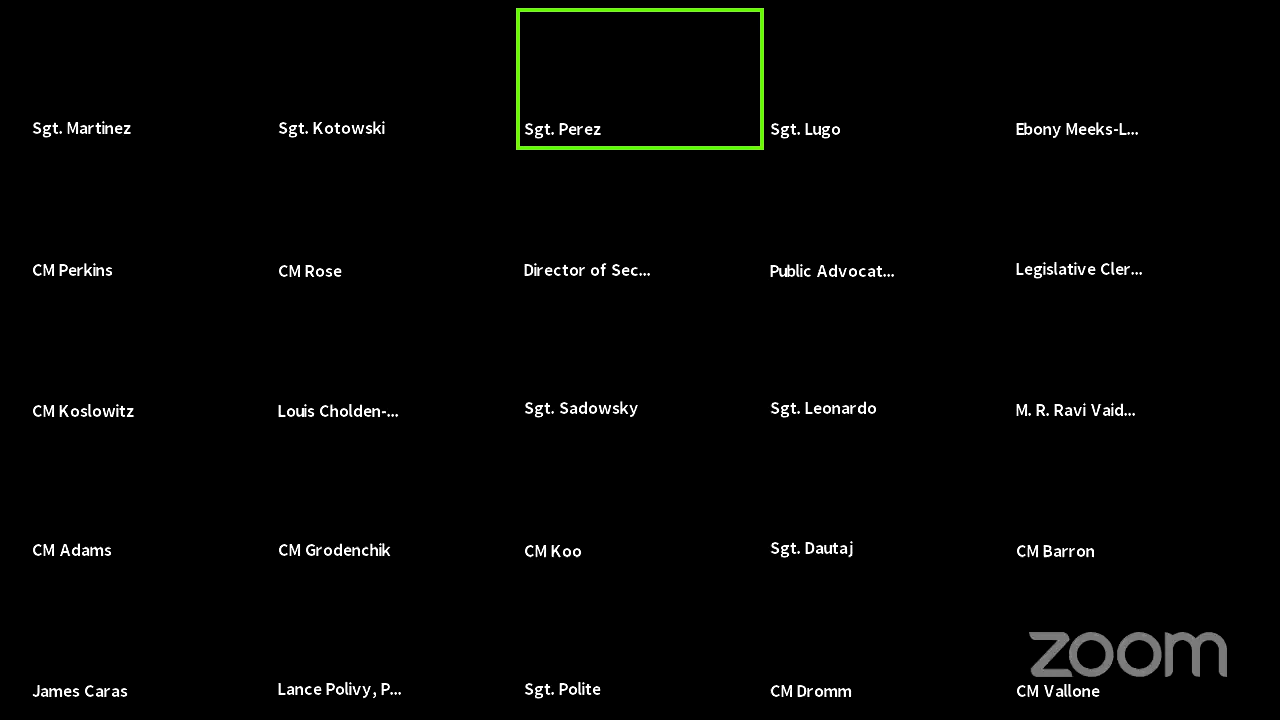 Sgt. Martinez
Sgt. Kotowski
Sgt. Perez
Sgt. Lugo
Ebony Meeks-L...
CM Perkins
CM Rose
Director of Sec...
Public Advocat...
Legislative Cler...
CM Koslowitz
Louis Cholden-...
Sgt. Sadowsky
Sgt. Leonardo
M. R. Ravi Vaid...
CM Adams
CM Grodenchik
CM Koo
Sgt. Dautaj
CM Barron
James Caras
Lance Polivy, P...
Sgt. Polite
CM Dromm
CM Vallone
zoom